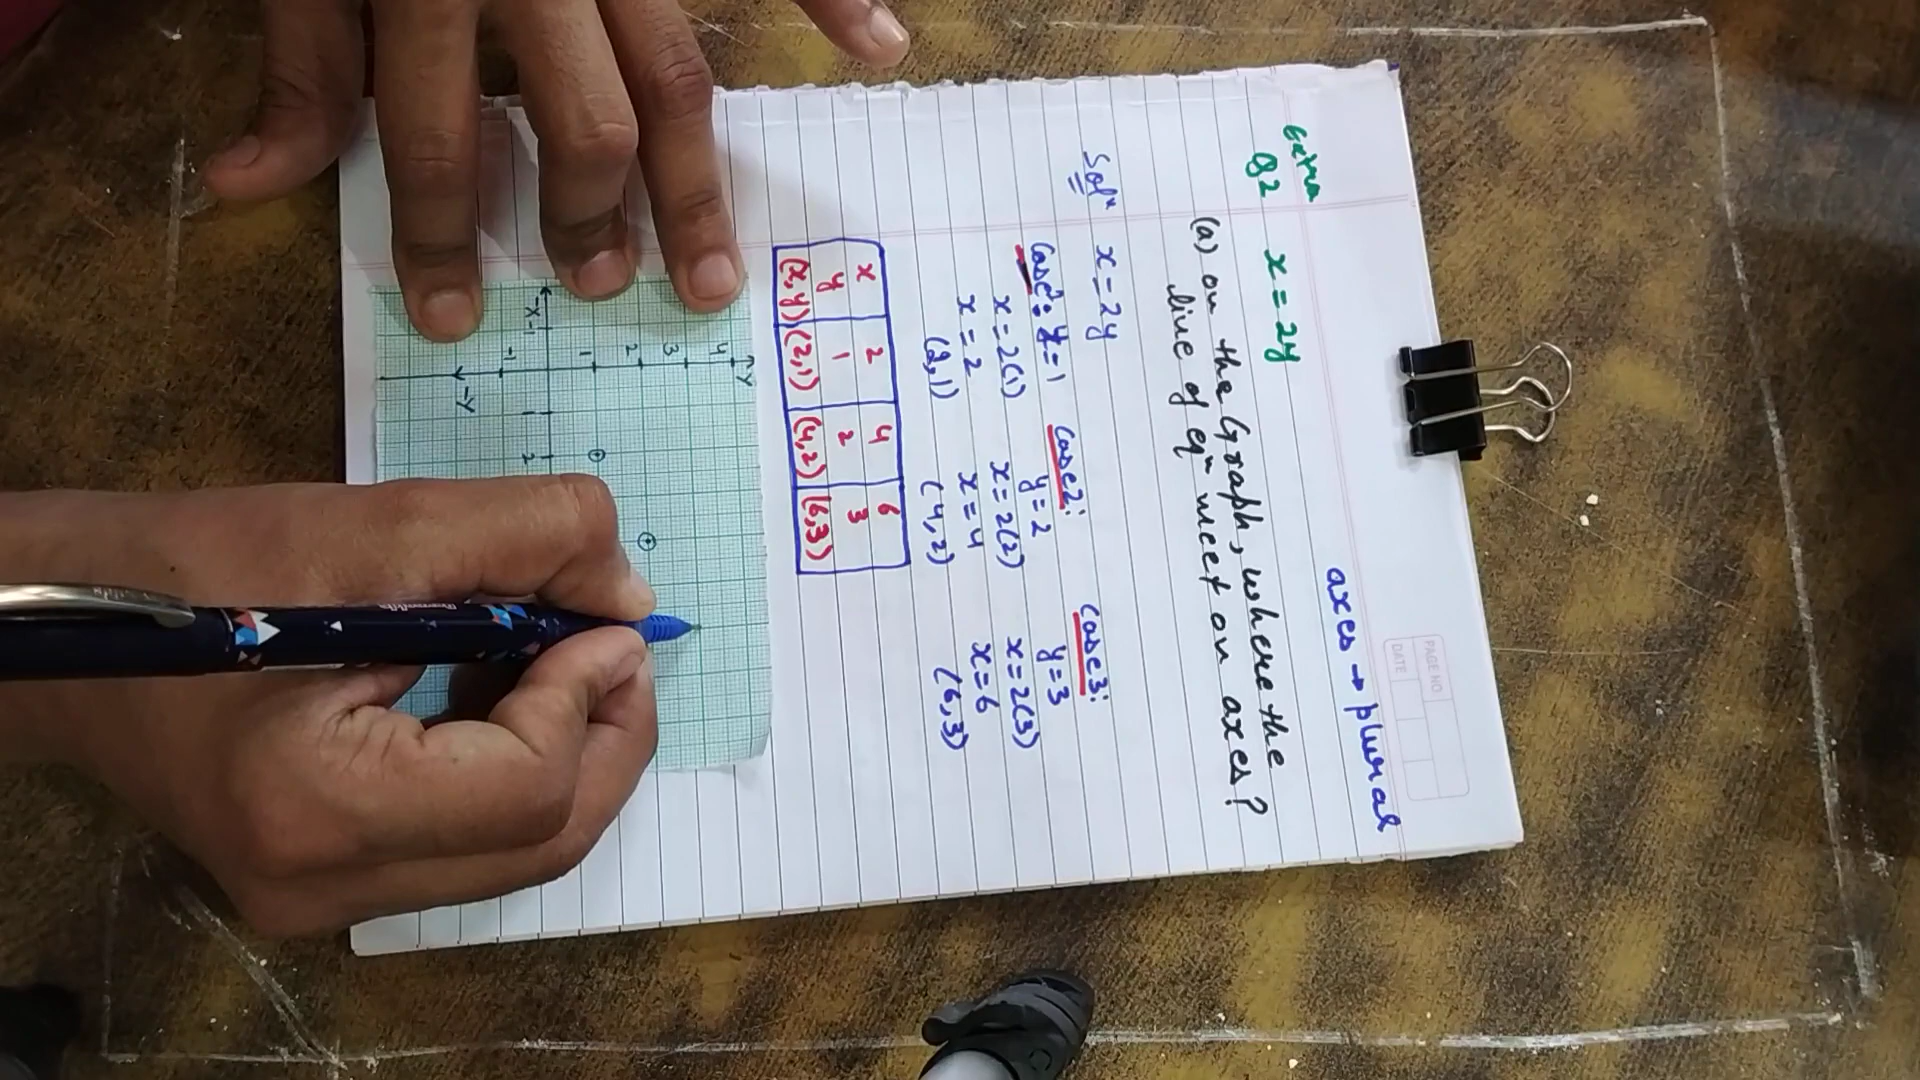 PAGE NO
DATE
axes → plural
Extra
Q2 x = 2y
(a) on the Graph, where the
line of eqn meet on axes?
Soln x = 2y
Case1: y = 1
x = 2(1)
x = 2
(2,1)
Case2:
y = 2
x = 2(2)
x = 4
(4,2)
Case3:
y = 3
x = 2(3)
x = 6
(6,3)
x 2 4 6
y 1 2 3
(x,y) (2,1) (4,2) (6,3)
Y
4
3
2
1
-X 1 2
-1
-Y